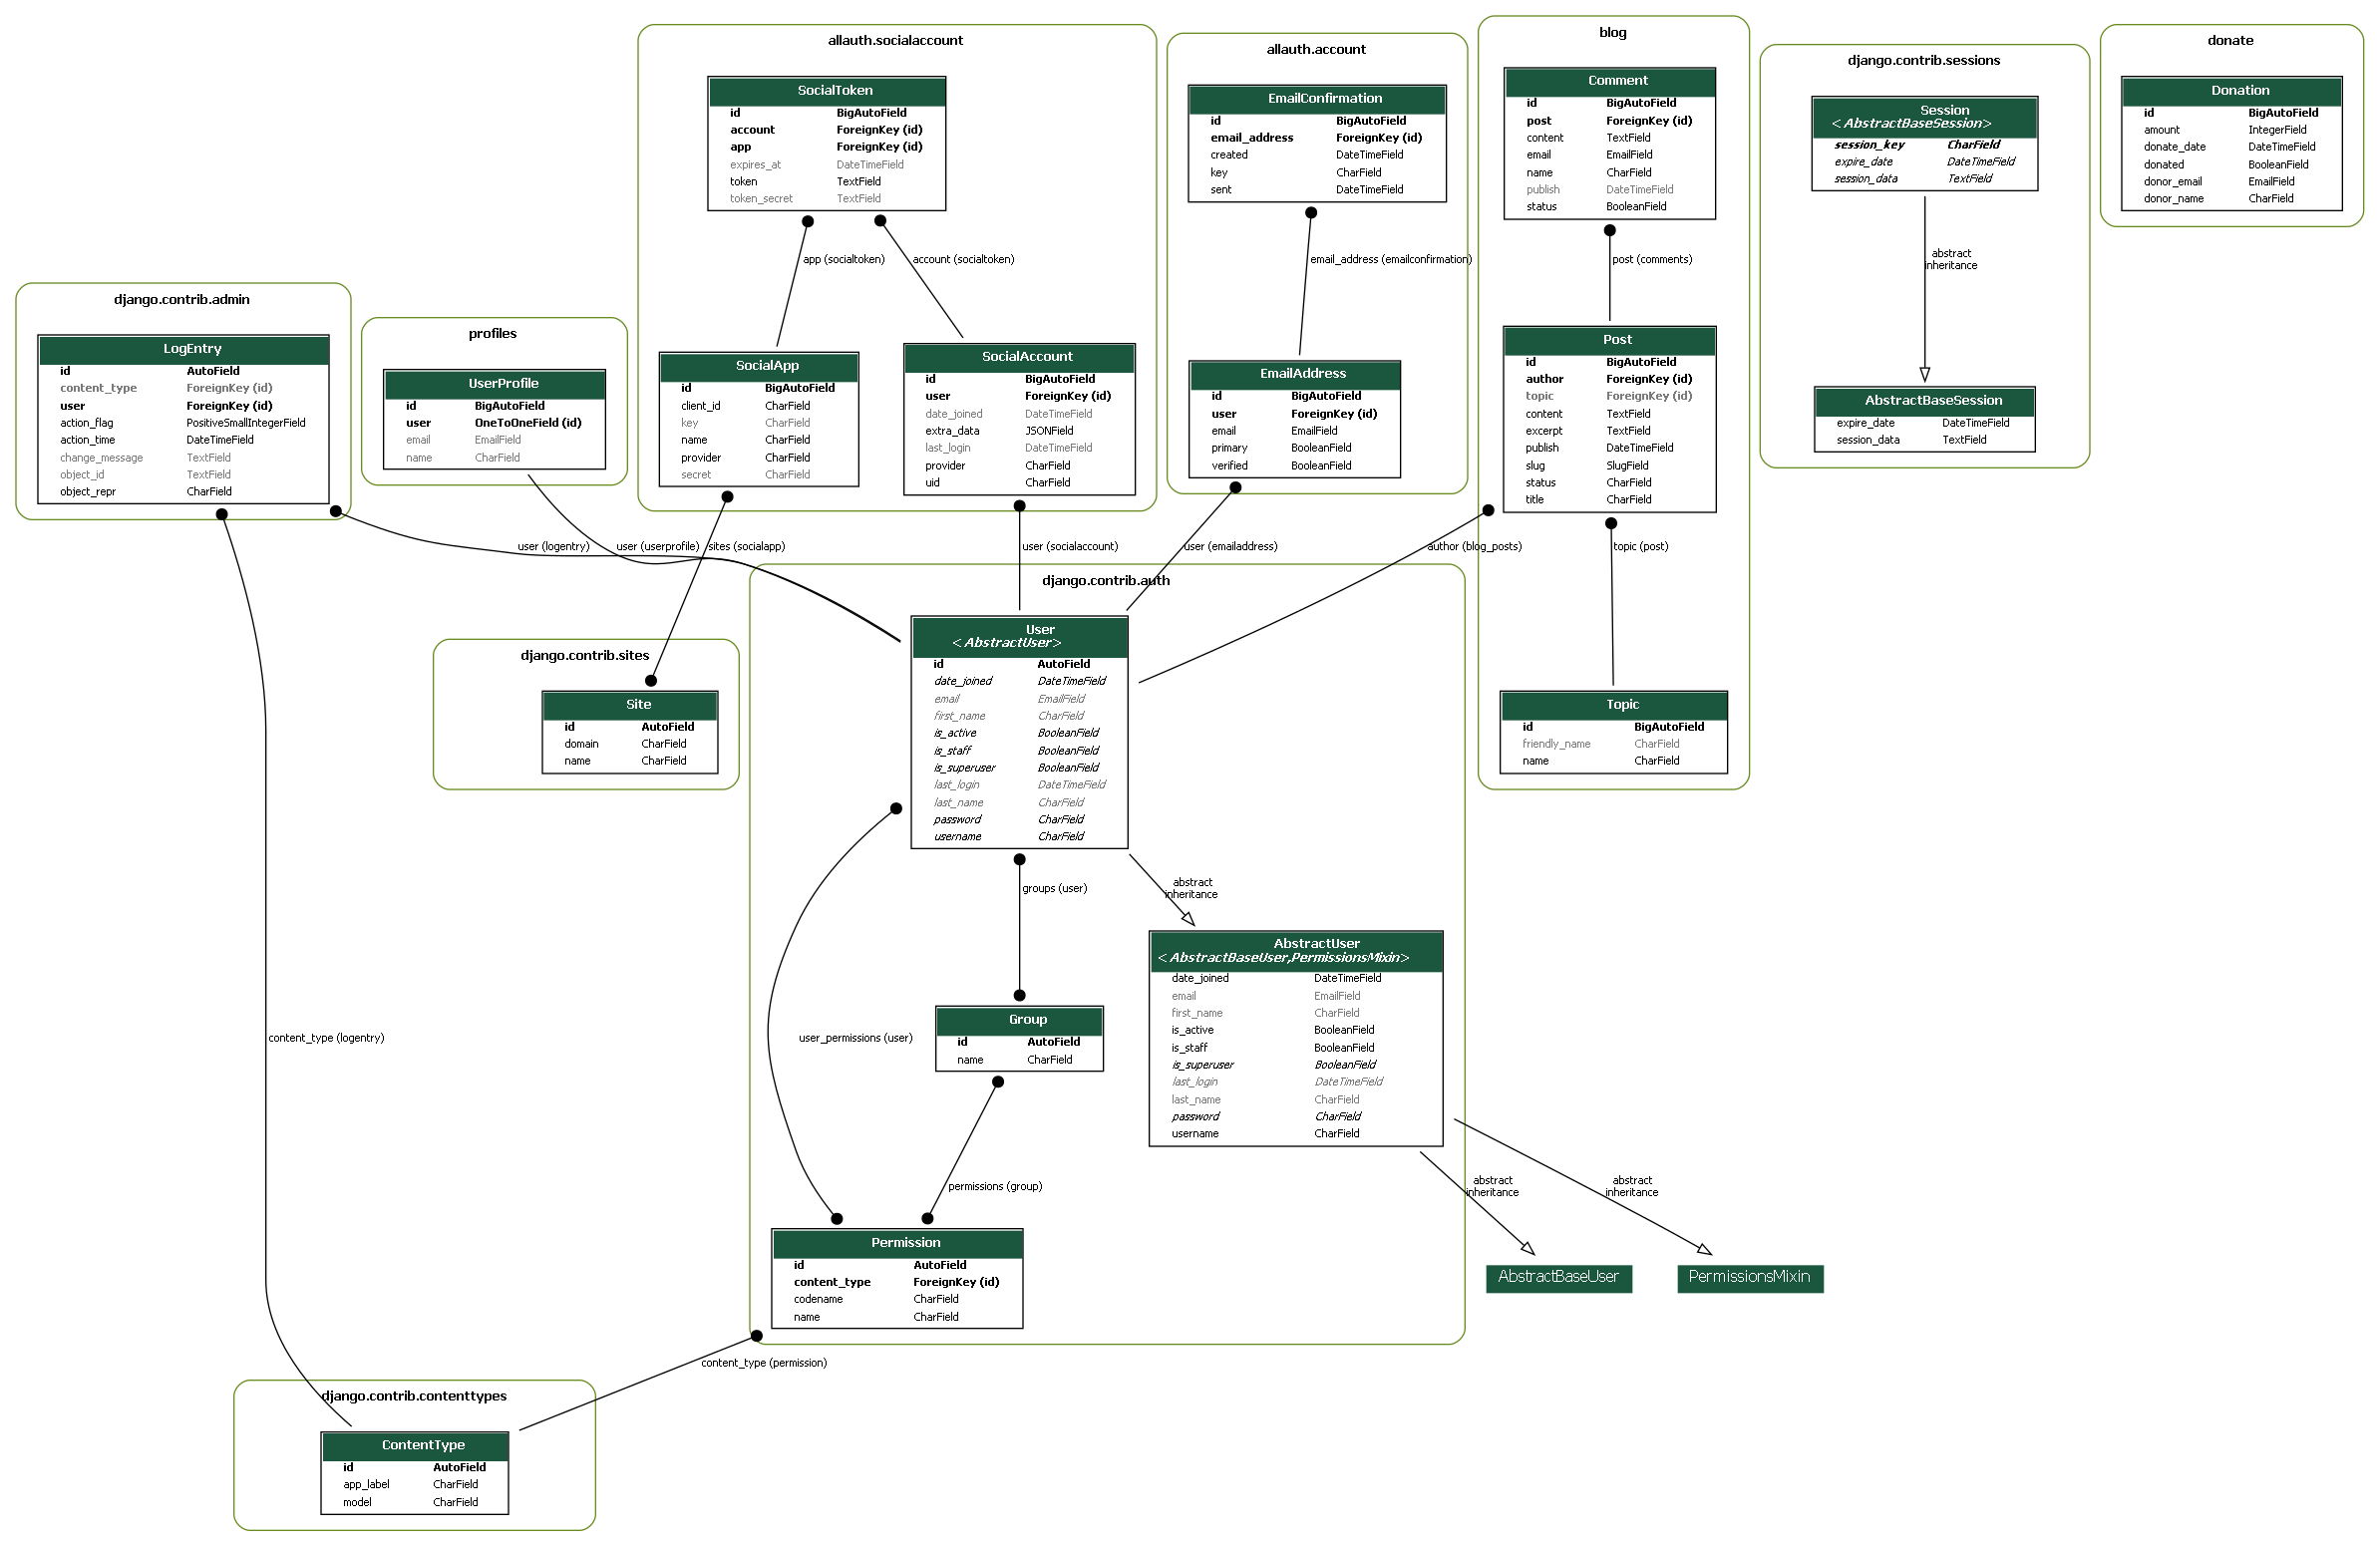 allauth.socialaccount
SocialToken
id BigAutoField
account ForeignKey (id)
app ForeignKey (id)
expires_at DateTimeField
token TextField
token_secret TextField
app (socialtoken)
account (socialtoken)
SocialApp
id BigAutoField
client_id CharField
key CharField
name CharField
provider CharField
secret CharField
SocialAccount
id BigAutoField
user ForeignKey (id)
date_joined DateTimeField
extra_data JSONField
last_login DateTimeField
provider CharField
uid CharField
allauth.account
EmailConfirmation
id BigAutoField
email_address ForeignKey (id)
created DateTimeField
key CharField
sent DateTimeField
email_address (emailconfirmation)
EmailAddress
id BigAutoField
user ForeignKey (id)
email EmailField
primary BooleanField
verified BooleanField
blog
Comment
id BigAutoField
post ForeignKey (id)
content TextField
email EmailField
name CharField
publish DateTimeField
status BooleanField
post (comments)
Post
id BigAutoField
author ForeignKey (id)
topic ForeignKey (id)
content TextField
excerpt TextField
publish DateTimeField
slug SlugField
status CharField
title CharField
topic (post)
Topic
id BigAutoField
friendly_name CharField
name CharField
django.contrib.sessions
Session
<AbstractBaseSession>
session_key CharField
expire_date DateTimeField
session_data TextField
abstract
inheritance
AbstractBaseSession
expire_date DateTimeField
session_data TextField
donate
Donation
id BigAutoField
amount IntegerField
donate_date DateTimeField
donated BooleanField
donor_email EmailField
donor_name CharField
django.contrib.admin
LogEntry
id AutoField
content_type ForeignKey (id)
user ForeignKey (id)
action_flag PositiveSmallIntegerField
action_time DateTimeField
change_message TextField
object_id TextField
object_repr CharField
profiles
UserProfile
id BigAutoField
user OneToOneField (id)
email EmailField
name CharField
user (logentry)
user (userprofile)
sites (socialapp)
user (socialaccount)
user (emailaddress)
author (blog_posts)
django.contrib.sites
Site
id AutoField
domain CharField
name CharField
django.contrib.auth
User
<AbstractUser>
id AutoField
date_joined DateTimeField
email EmailField
first_name CharField
is_active BooleanField
is_staff BooleanField
is_superuser BooleanField
last_login DateTimeField
last_name CharField
password CharField
username CharField
groups (user)
abstract
inheritance
AbstractUser
<AbstractBaseUser,PermissionsMixin>
date_joined DateTimeField
email EmailField
first_name CharField
is_active BooleanField
is_staff BooleanField
is_superuser BooleanField
last_login DateTimeField
last_name CharField
password CharField
username CharField
Group
id AutoField
name CharField
content_type (logentry)
user_permissions (user)
permissions (group)
abstract
inheritance
abstract
inheritance
AbstractBaseUser
PermissionsMixin
Permission
id AutoField
content_type ForeignKey (id)
codename CharField
name CharField
content_type (permission)
django.contrib.contenttypes
ContentType
id AutoField
app_label CharField
model CharField